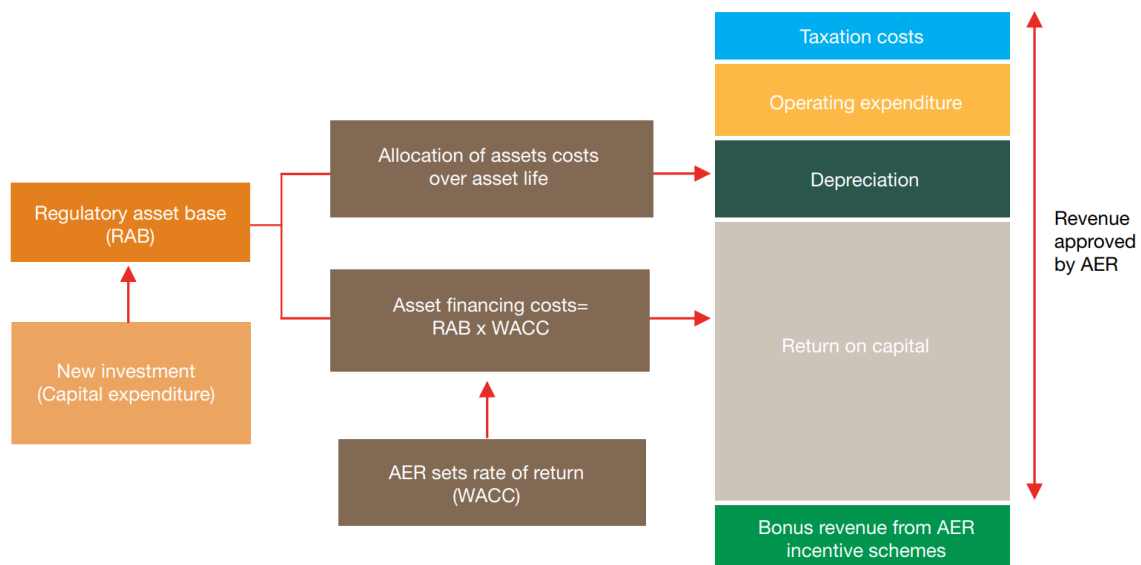 Regulatory asset base
(RAB)
New investment
(Capital expenditure)
Allocation of assets costs
over asset life
Asset financing costs=
RAB x WACC
AER sets rate of return
(WACC)
Taxation costs
Operating expenditure
Depreciation
Return on capital
Bonus revenue from AER
incentive schemes
Revenue
approved
by AER